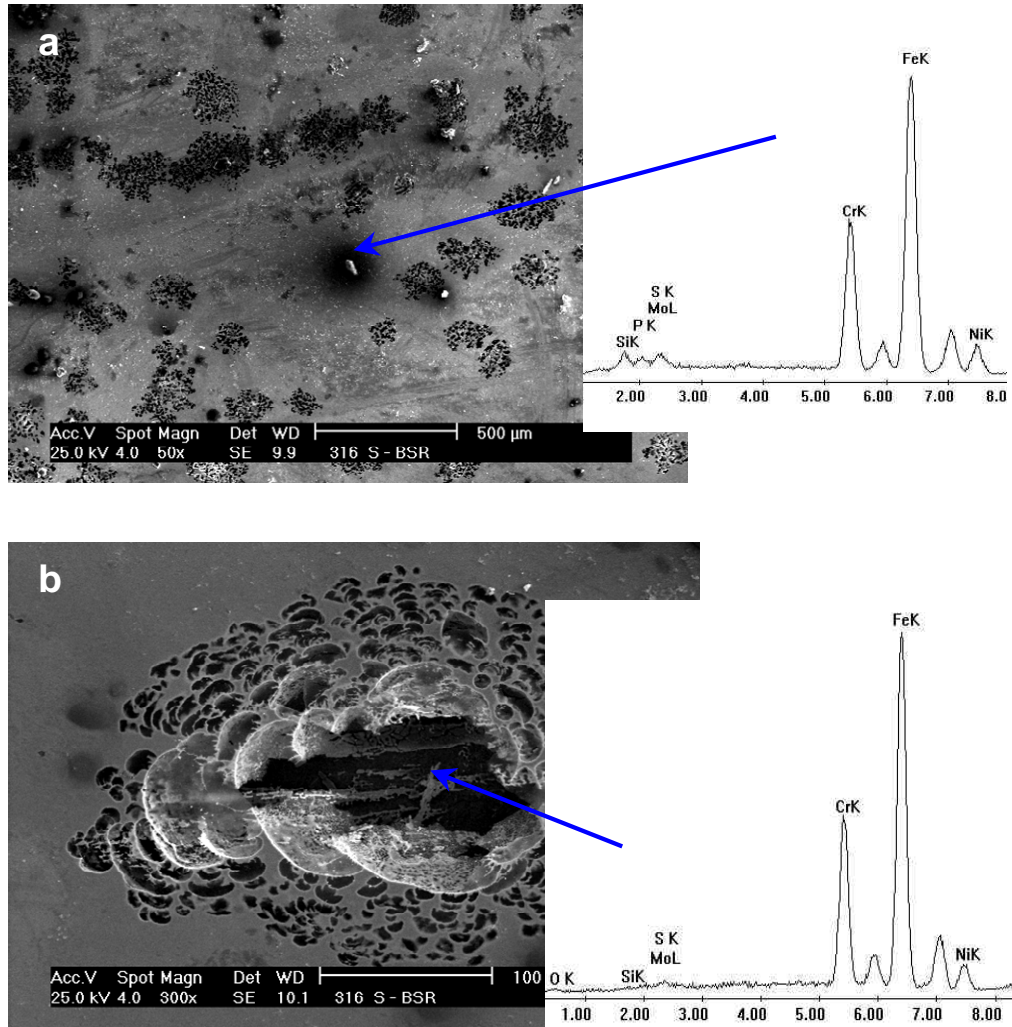 a
FeK
CrK
S K
MoL
P K
SiK
NiK
2.00 3.00 4.00 5.00 6.00 7.00 8.0
Acc.V Spot Magn Det WD 500 µm
25.0 kV 4.0 50x SE 9.9 316 S - BSR
b
FeK
CrK
S K
MoL
O K
SiK
NiK
1.00 2.00 3.00 4.00 5.00 6.00 7.00 8.00
Acc.V Spot Magn Det WD 100
25.0 kV 4.0 300x SE 10.1 316 S - BSR